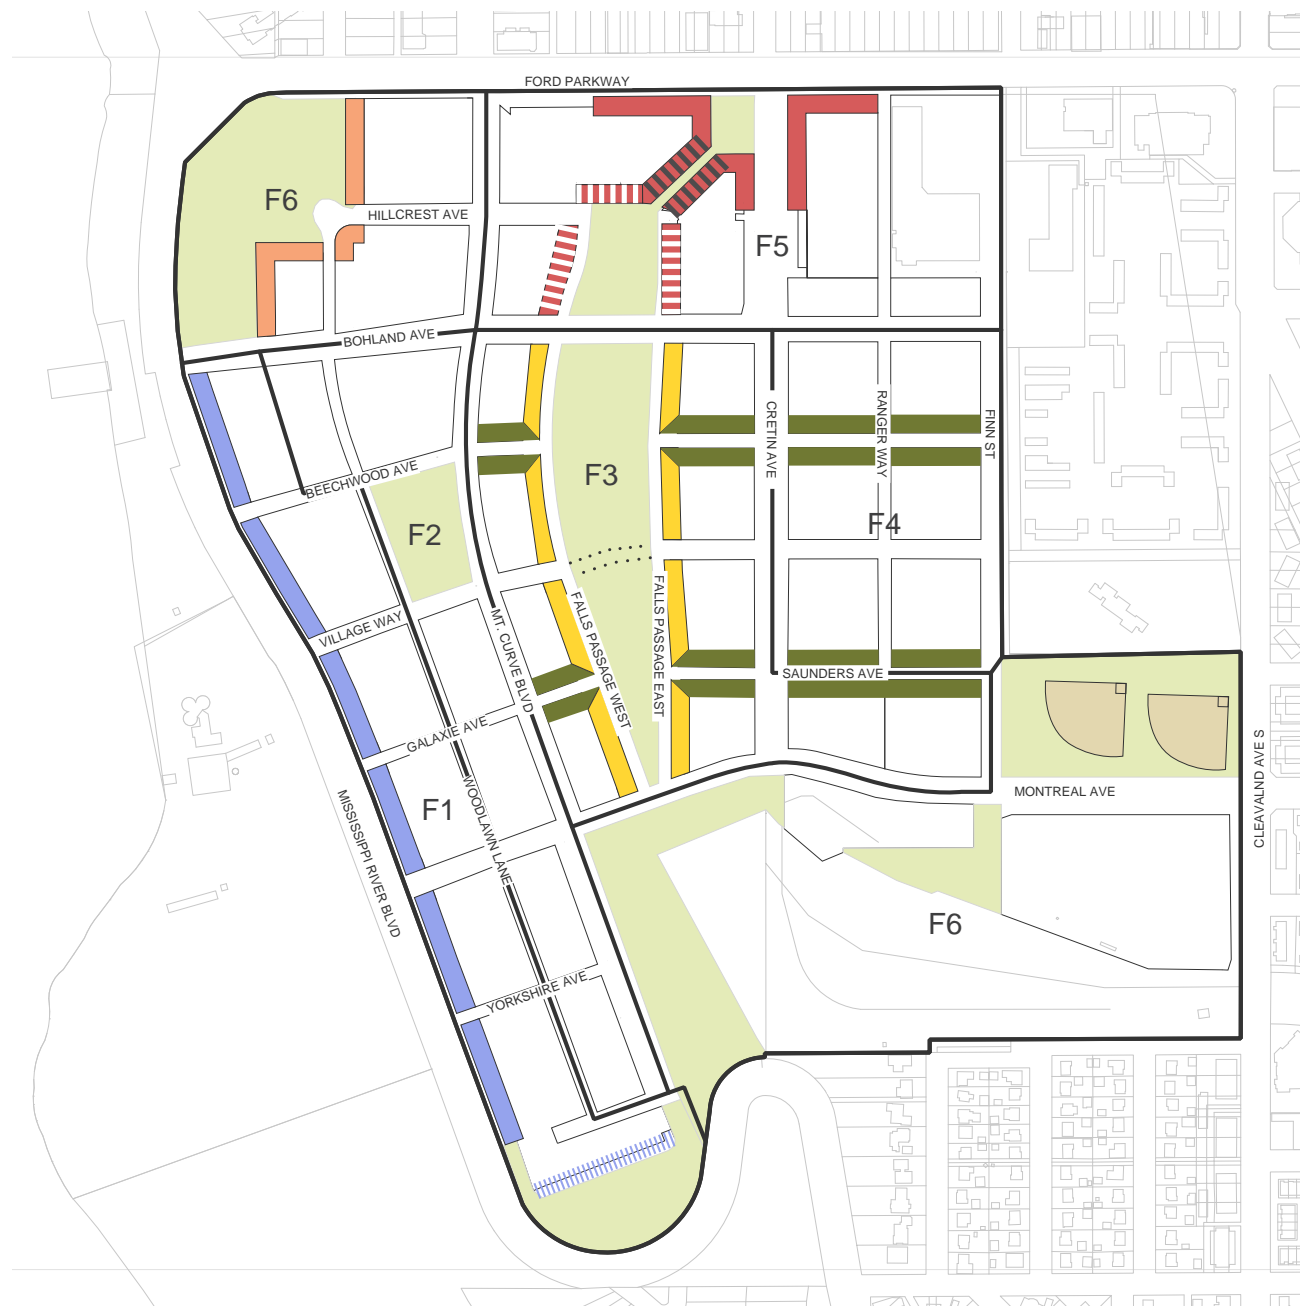 FORD PARKWAY
F6
HILLCREST AVE
F5
BOHLAND AVE
CRETIN AVE
RANGER WAY
FINN ST
BEECHWOOD AVE
F3
F2
F4
FALLS PASSAGE WEST
FALLS PASSAGE EAST
VILLAGE WAY
MT. CURVE BLVD
SAUNDERS AVE
GALAXIE AVE
CLEAVALND AVE S
MISSISSIPPI RIVER BLVD
F1
WOODLAWN LANE
MONTREAL AVE
F6
YORKSHIRE AVE